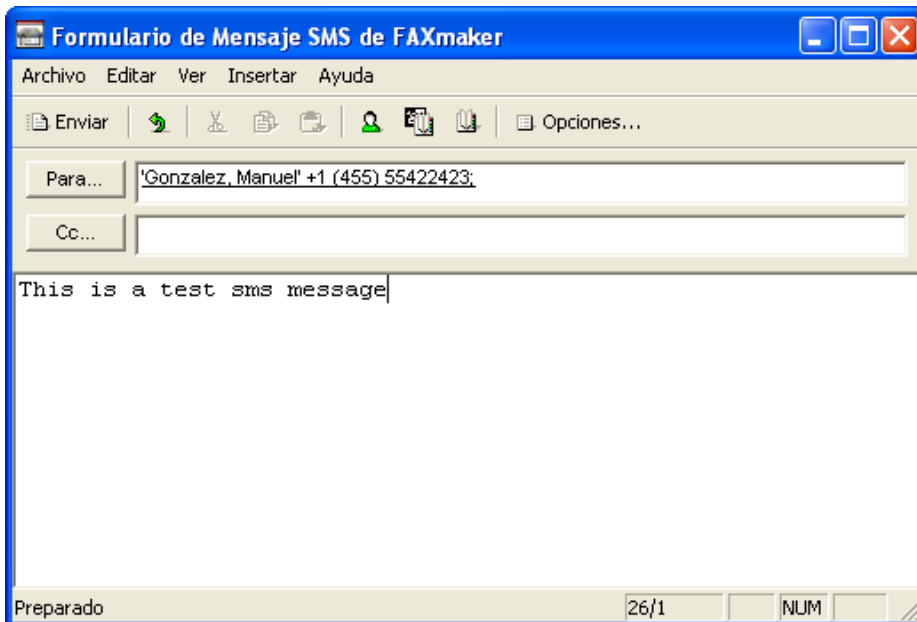 Formulario de Mensaje SMS de FAXmaker
Archivo Editar Ver Insertar Ayuda
Enviar Opciones...
Para... 'Gonzalez, Manuel' +1 (455) 55422423;
Cc...
This is a test sms message
Preparado 26/1 NUM